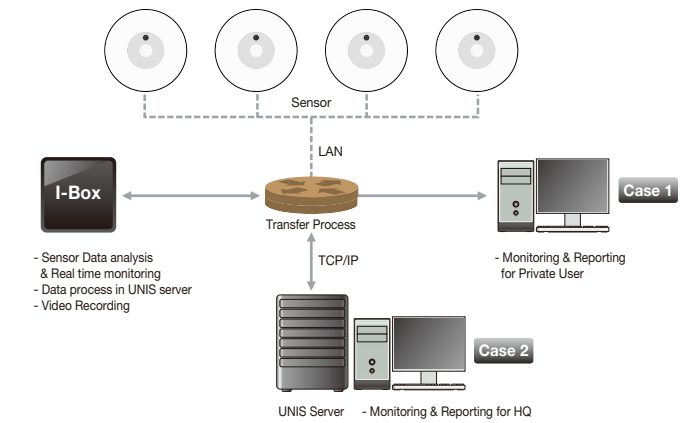 Sensor
LAN
I-Box
Case 1
Transfer Process
- Sensor Data analysis
& Real time monitoring
- Data process in UNIS server
- Video Recording
TCP/IP
- Monitoring & Reporting
for Private User
Case 2
UNIS Server
- Monitoring & Reporting for HQ